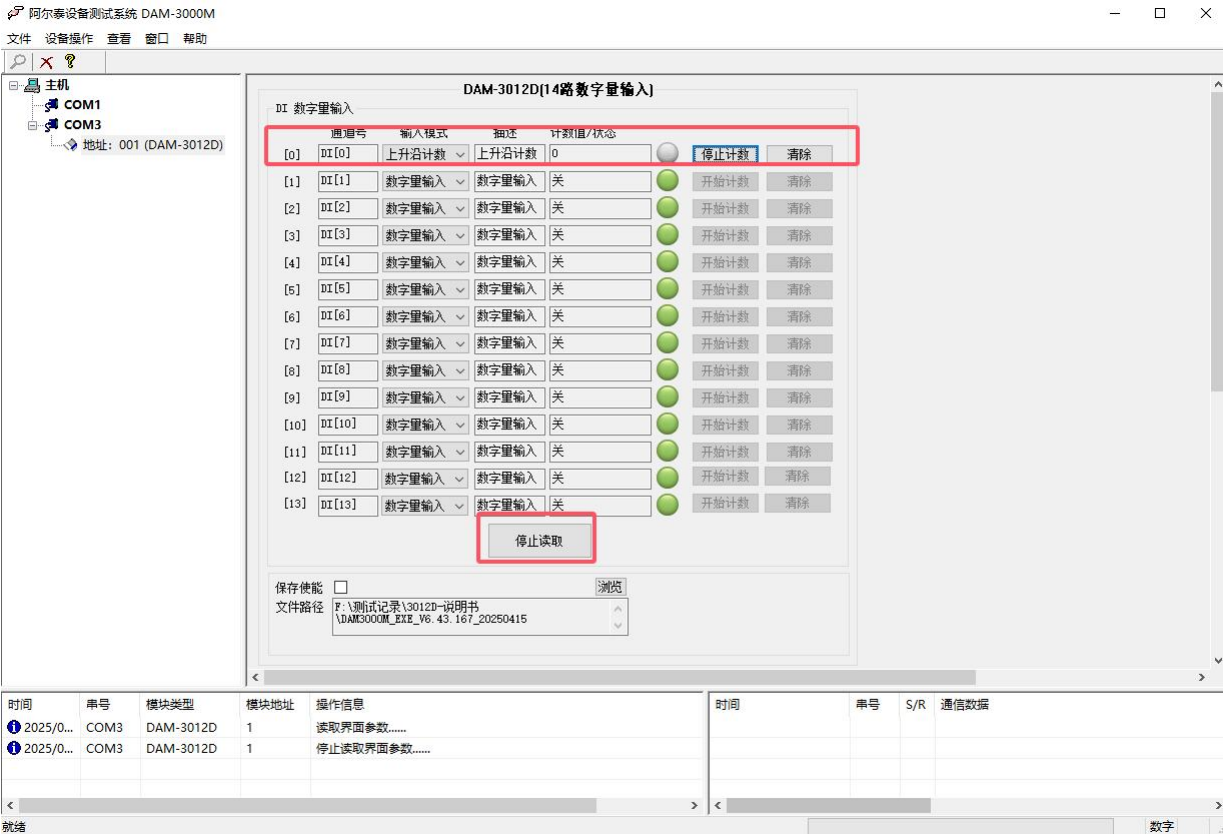 阿尔泰设备测试系统 DAM-3000M
文件 设备操作 查看 窗口 帮助
主机
COM1
COM3
地址：001 (DAM-3012D)
DAM-3012D(14路数字量输入)
DI 数字量输入
通道号 输入模式 描述 计数值/状态
[0] DI[0] 上升沿计数 上升沿计数 0 停止计数 清除
[1] DI[1] 数字量输入 数字量输入 关 开始计数 清除
[2] DI[2] 数字量输入 数字量输入 关 开始计数 清除
[3] DI[3] 数字量输入 数字量输入 关 开始计数 清除
[4] DI[4] 数字量输入 数字量输入 关 开始计数 清除
[5] DI[5] 数字量输入 数字量输入 关 开始计数 清除
[6] DI[6] 数字量输入 数字量输入 关 开始计数 清除
[7] DI[7] 数字量输入 数字量输入 关 开始计数 清除
[8] DI[8] 数字量输入 数字量输入 关 开始计数 清除
[9] DI[9] 数字量输入 数字量输入 关 开始计数 清除
[10] DI[10] 数字量输入 数字量输入 关 开始计数 清除
[11] DI[11] 数字量输入 数字量输入 关 开始计数 清除
[12] DI[12] 数字量输入 数字量输入 关 开始计数 清除
[13] DI[13] 数字量输入 数字量输入 关 开始计数 清除
停止读取
保存使能 浏览
文件路径 F:\测试记录\3012D-说明书
\DAM3000M_EXE_V6.43.167_20250415
时间 串号 模块类型 模块地址 操作信息
2025/0... COM3 DAM-3012D 1 读取界面参数......
2025/0... COM3 DAM-3012D 1 停止读取界面参数......
时间 串号 S/R 通信数据
就绪 数字